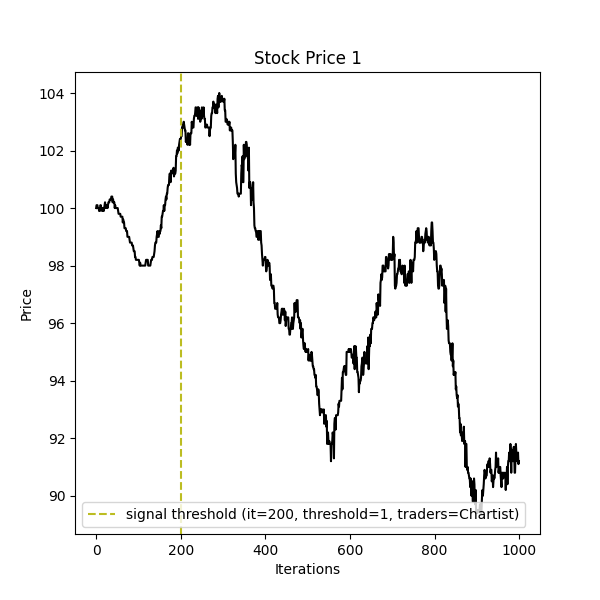 Stock Price 1
104
102
100
98
96
94
92
90
Price
signal threshold (it=200, threshold=1, traders=Chartist)
0 200 400 600 800 1000
Iterations